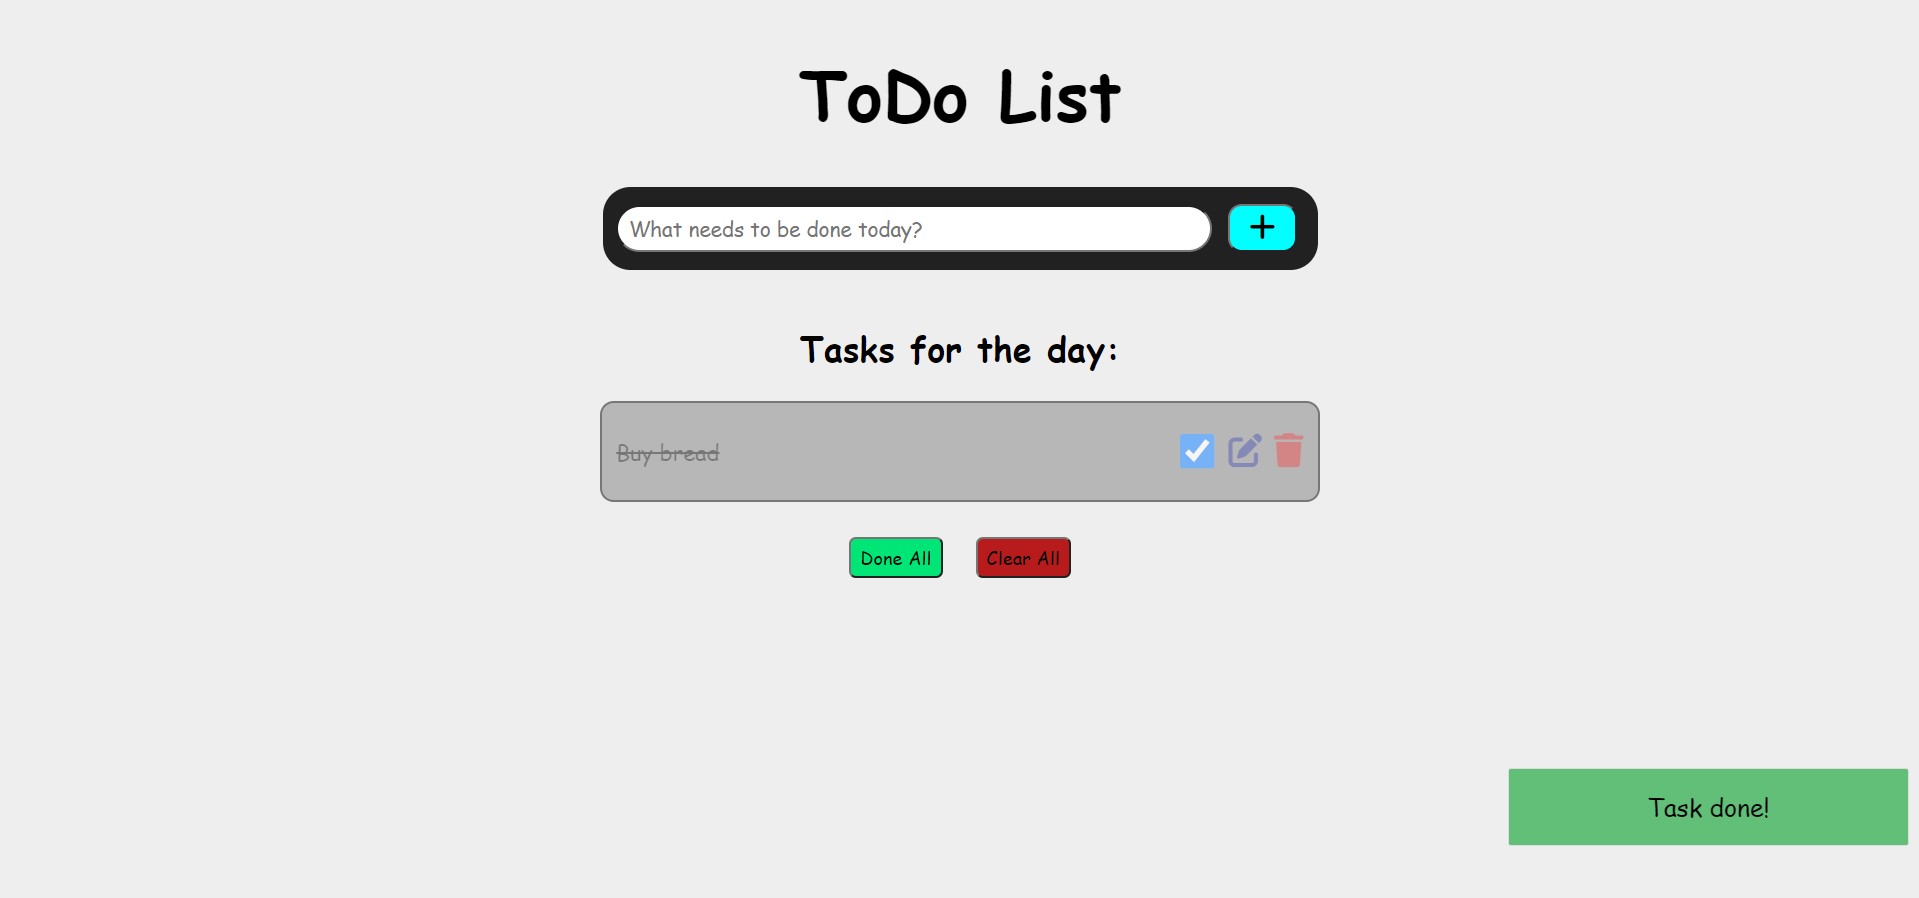 ToDo List
What needs to be done today?
Tasks for the day:
Buy bread
Done All
Clear All
Task done!